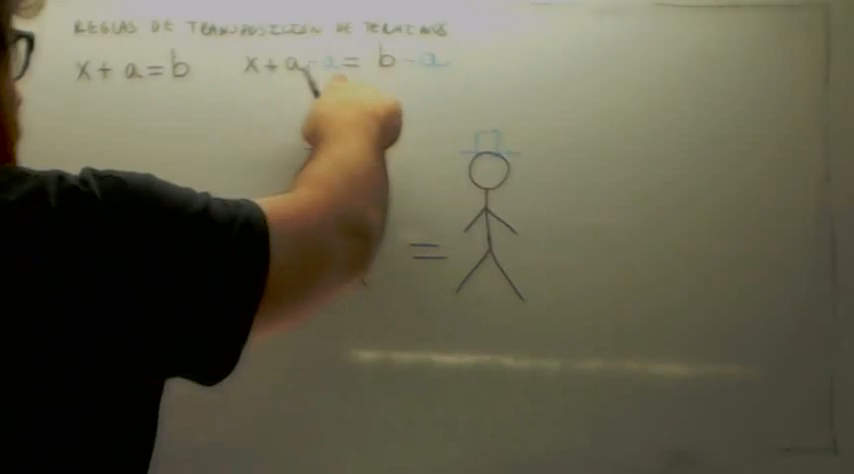 REGLAS DE TRANSPOSICION DE TERMINOS
x + a = b    x + a - a = b - a
=